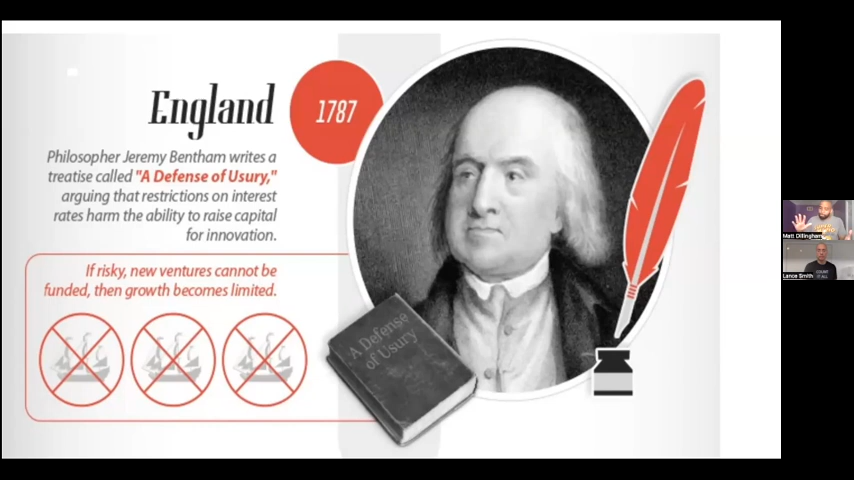 England
1787
Philosopher Jeremy Bentham writes a
treatise called "A Defense of Usury,"
arguing that restrictions on interest
rates harm the ability to raise capital
for innovation.
If risky, new ventures cannot be
funded, then growth becomes limited.
A Defense
of Usury
Matt Dillingham
Lance Smith